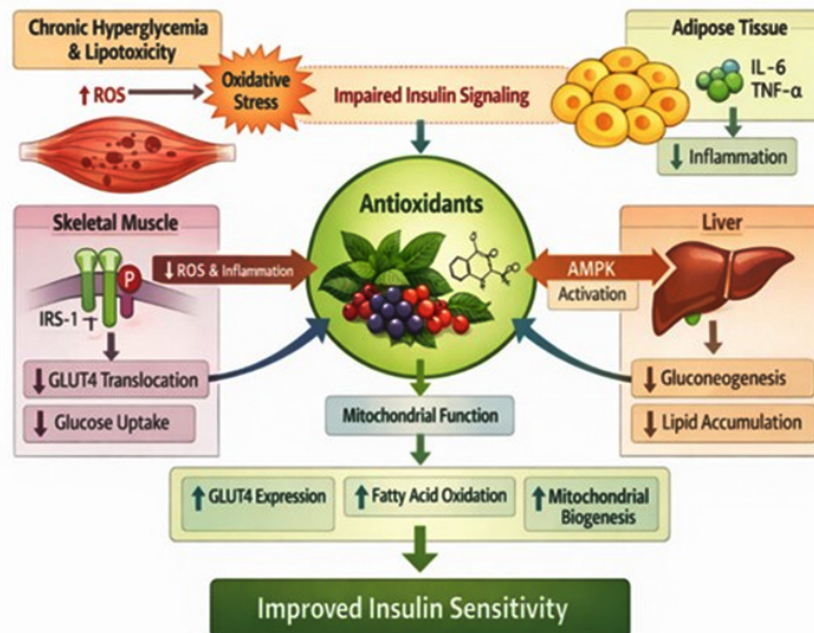 Chronic Hyperglycemia
& Lipotoxicity
↑ ROS
Oxidative
Stress
Impaired Insulin Signaling
Adipose Tissue
IL-6
TNF-α
↓ Inflammation
Antioxidants
Skeletal Muscle
P
IRS-1
↓ ROS & Inflammation
↓ GLUT4 Translocation
↓ Glucose Uptake
AMPK
Activation
Liver
↓ Gluconeogenesis
↓ Lipid Accumulation
Mitochondrial Function
↑ GLUT4 Expression
↑ Fatty Acid Oxidation
↑ Mitochondrial
Biogenesis
Improved Insulin Sensitivity